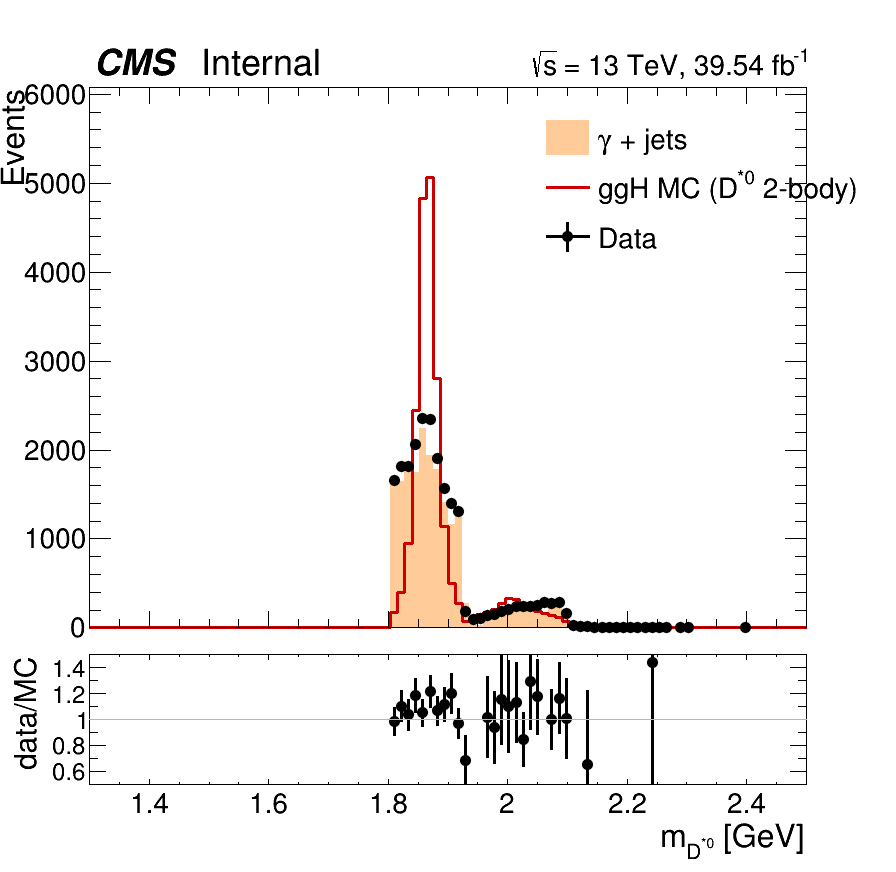 CMS Internal √s = 13 TeV, 39.54 fb⁻¹
Events
6000
5000
4000
3000
2000
1000
0
γ + jets
ggH MC (D*⁰ 2-body)
Data
data/MC
1.4
1.2
1
0.8
0.6
1.4 1.6 1.8 2 2.2 2.4
m_D*⁰ [GeV]